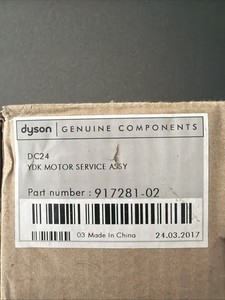 dyson GENUINE COMPONENTS
DC24
YDK MOTOR SERVICE ASSY
Part number : 917281-02
03 Made In China 24.03.2017